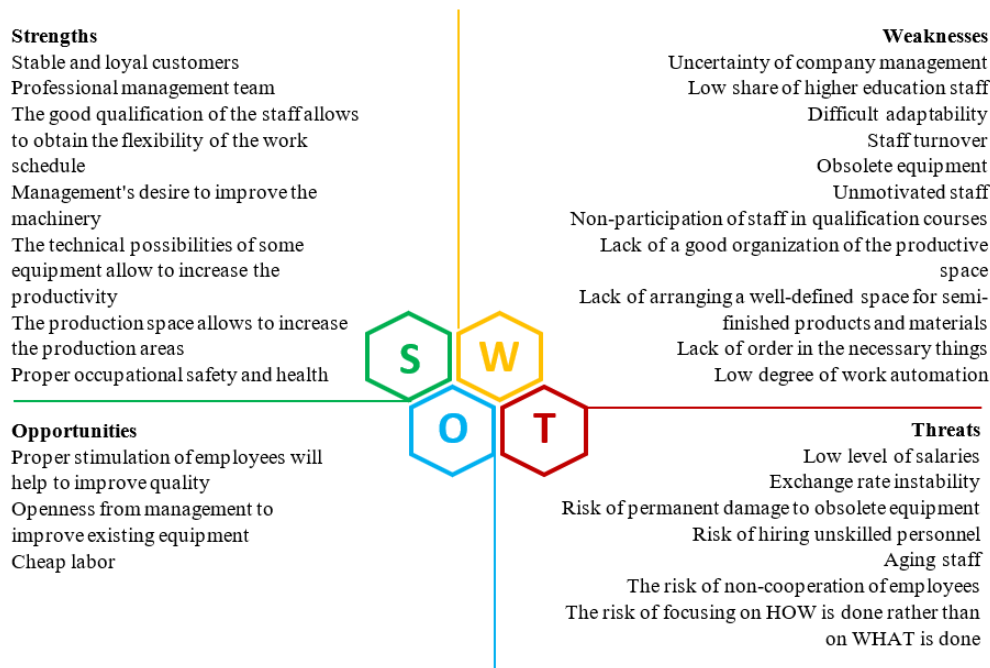 Strengths
Stable and loyal customers
Professional management team
The good qualification of the staff allows
to obtain the flexibility of the work
schedule
Management's desire to improve the
machinery
The technical possibilities of some
equipment allow to increase the
productivity
The production space allows to increase
the production areas
Proper occupational safety and health
Weaknesses
Uncertainty of company management
Low share of higher education staff
Difficult adaptability
Staff turnover
Obsolete equipment
Unmotivated staff
Non-participation of staff in qualification courses
Lack of a good organization of the productive
space
Lack of arranging a well-defined space for semi-
finished products and materials
Lack of order in the necessary things
Low degree of work automation
S
W
O
T
Opportunities
Proper stimulation of employees will
help to improve quality
Openness from management to
improve existing equipment
Cheap labor
Threats
Low level of salaries
Exchange rate instability
Risk of permanent damage to obsolete equipment
Risk of hiring unskilled personnel
Aging staff
The risk of non-cooperation of employees
The risk of focusing on HOW is done rather than
on WHAT is done